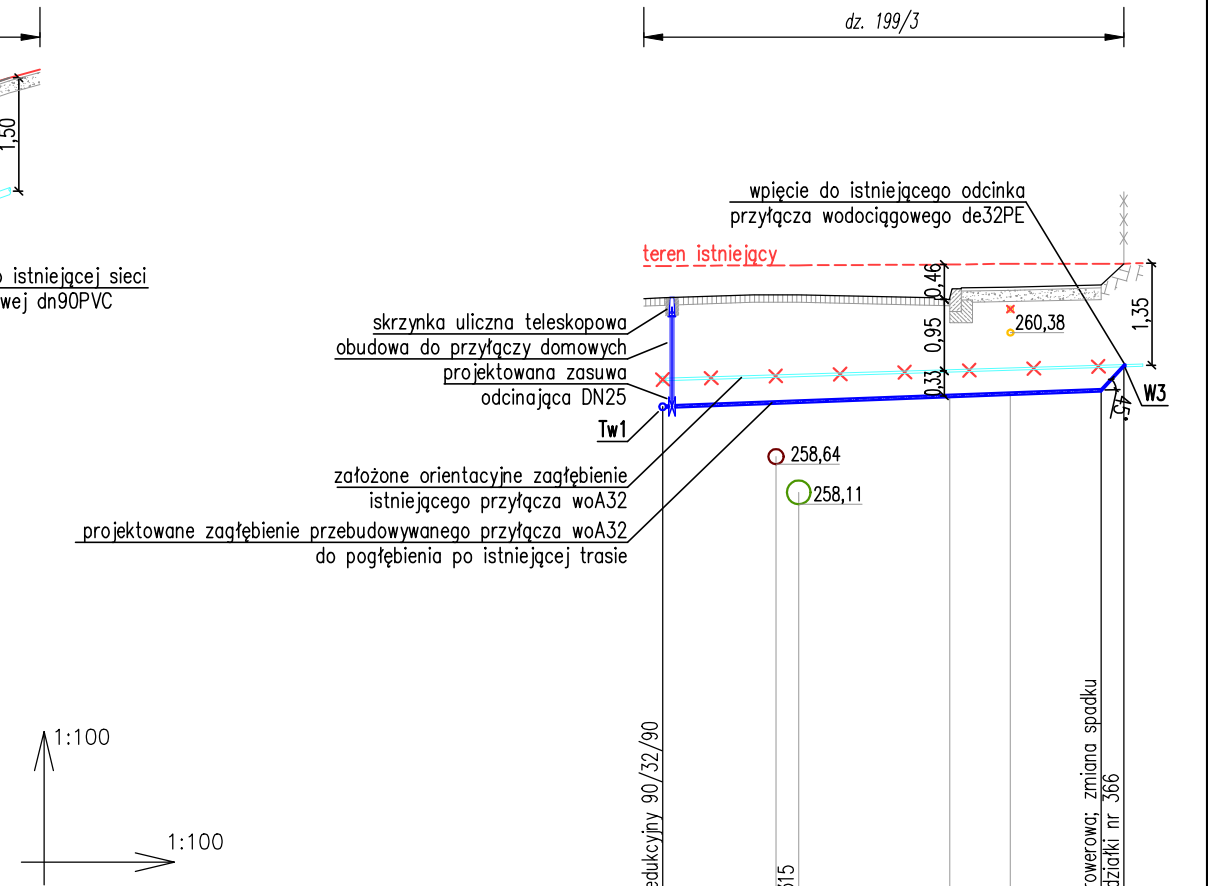 dz. 199/3
1,50
wpięcie do istniejącego odcinka
przyłącza wodociągowego de32PE
teren istniejący
o istniejącej sieci
wej dn90PVC
0,46
1,35
260,38
skrzynka uliczna teleskopowa
0,95
obudowa do przyłączy domowych
projektowana zasuwa
odcinająca DN25
0,33
45°
W3
Tw1
258,64
założone orientacyjne zagłębienie
istniejącego przyłącza woA32
258,11
projektowane zagłębienie przebudowywanego przyłącza woA32
do pogłębienia po istniejącej trasie
1:100
1:100
edukcyjny 90/32/90
315
rowerowa; zmiana spadku
działki nr 366